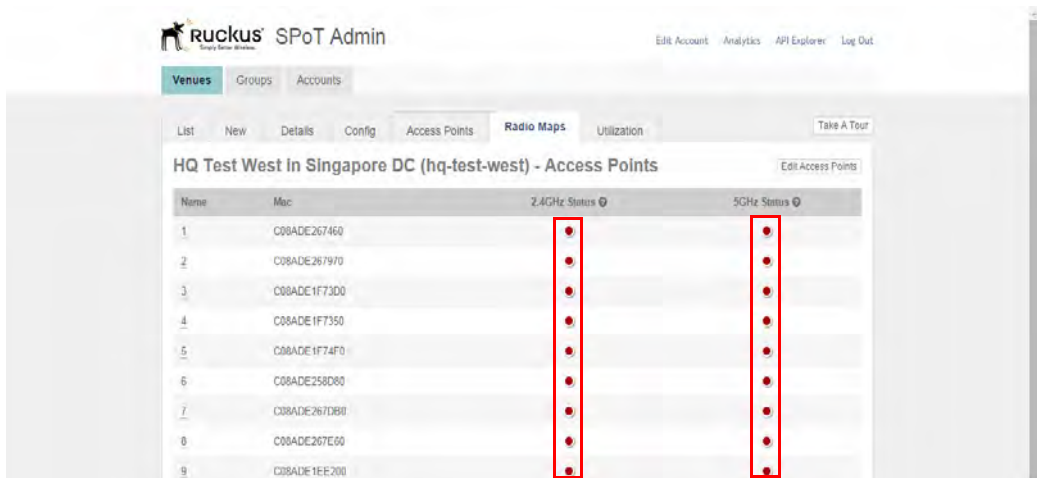 Ruckus SPoT Admin
Simply Better Wireless.
Edit Account Analytics API Explorer Log Out
Venues Groups Accounts
List New Details Config Access Points Radio Maps Utilization Take A Tour
HQ Test West in Singapore DC (hq-test-west) - Access Points Edit Access Points
Name Mac 2.4GHz Status 5GHz Status
1 C08ADE267460
2 C08ADE267970
3 C08ADE1F73D0
4 C08ADE1F7350
5 C08ADE1F74F0
6 C08ADE258D80
7 C08ADE267DB0
8 C08ADE267E60
9 C08ADE1EE200